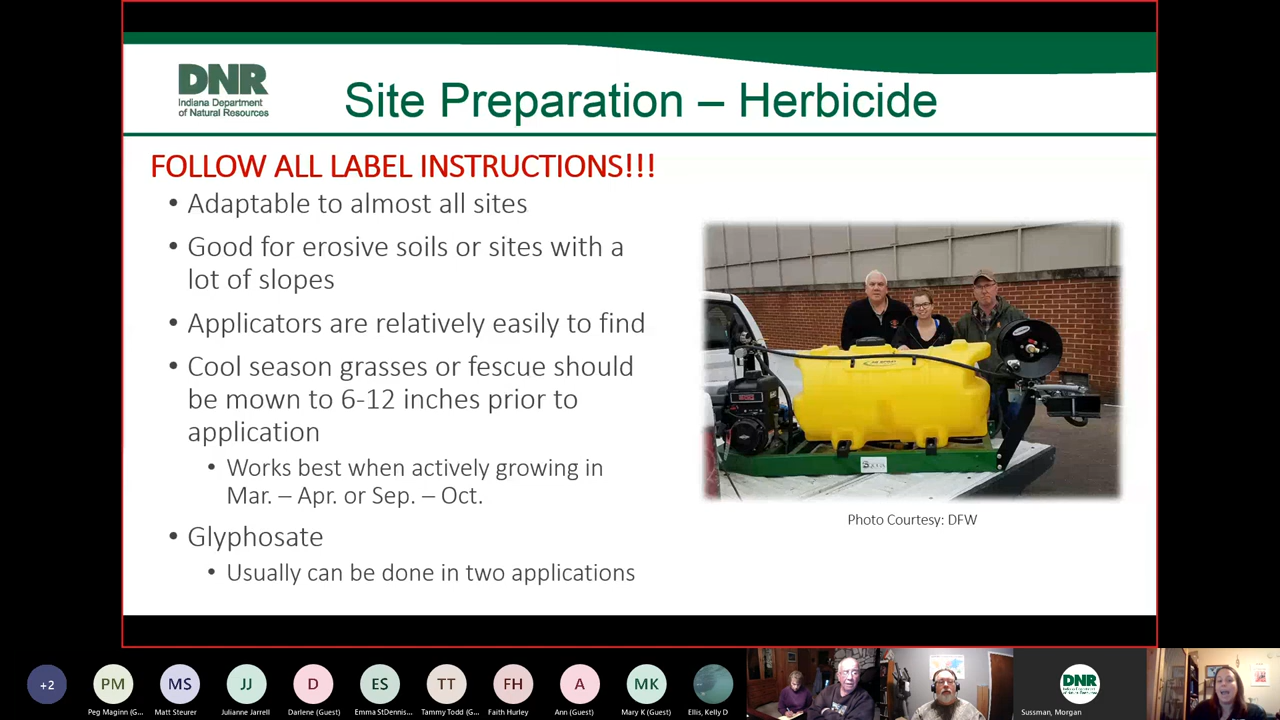 DNR
Indiana Department
of Natural Resources
Site Preparation – Herbicide
FOLLOW ALL LABEL INSTRUCTIONS!!!
• Adaptable to almost all sites
• Good for erosive soils or sites with a
lot of slopes
• Applicators are relatively easily to find
• Cool season grasses or fescue should
be mown to 6-12 inches prior to
application
• Works best when actively growing in
Mar. – Apr. or Sep. – Oct.
• Glyphosate
• Usually can be done in two applications
Photo Courtesy: DFW
+2
PM
MS
JJ
D
ES
TT
FH
A
MK
DNR
Peg Maginn (G...
Matt Steurer
Julianne Jarrell
Darlene (Guest)
Emma StDennis...
Tammy Todd (G...
Faith Hurley
Ann (Guest)
Mary K (Guest)
Ellis, Kelly D
Sussman, Morgan